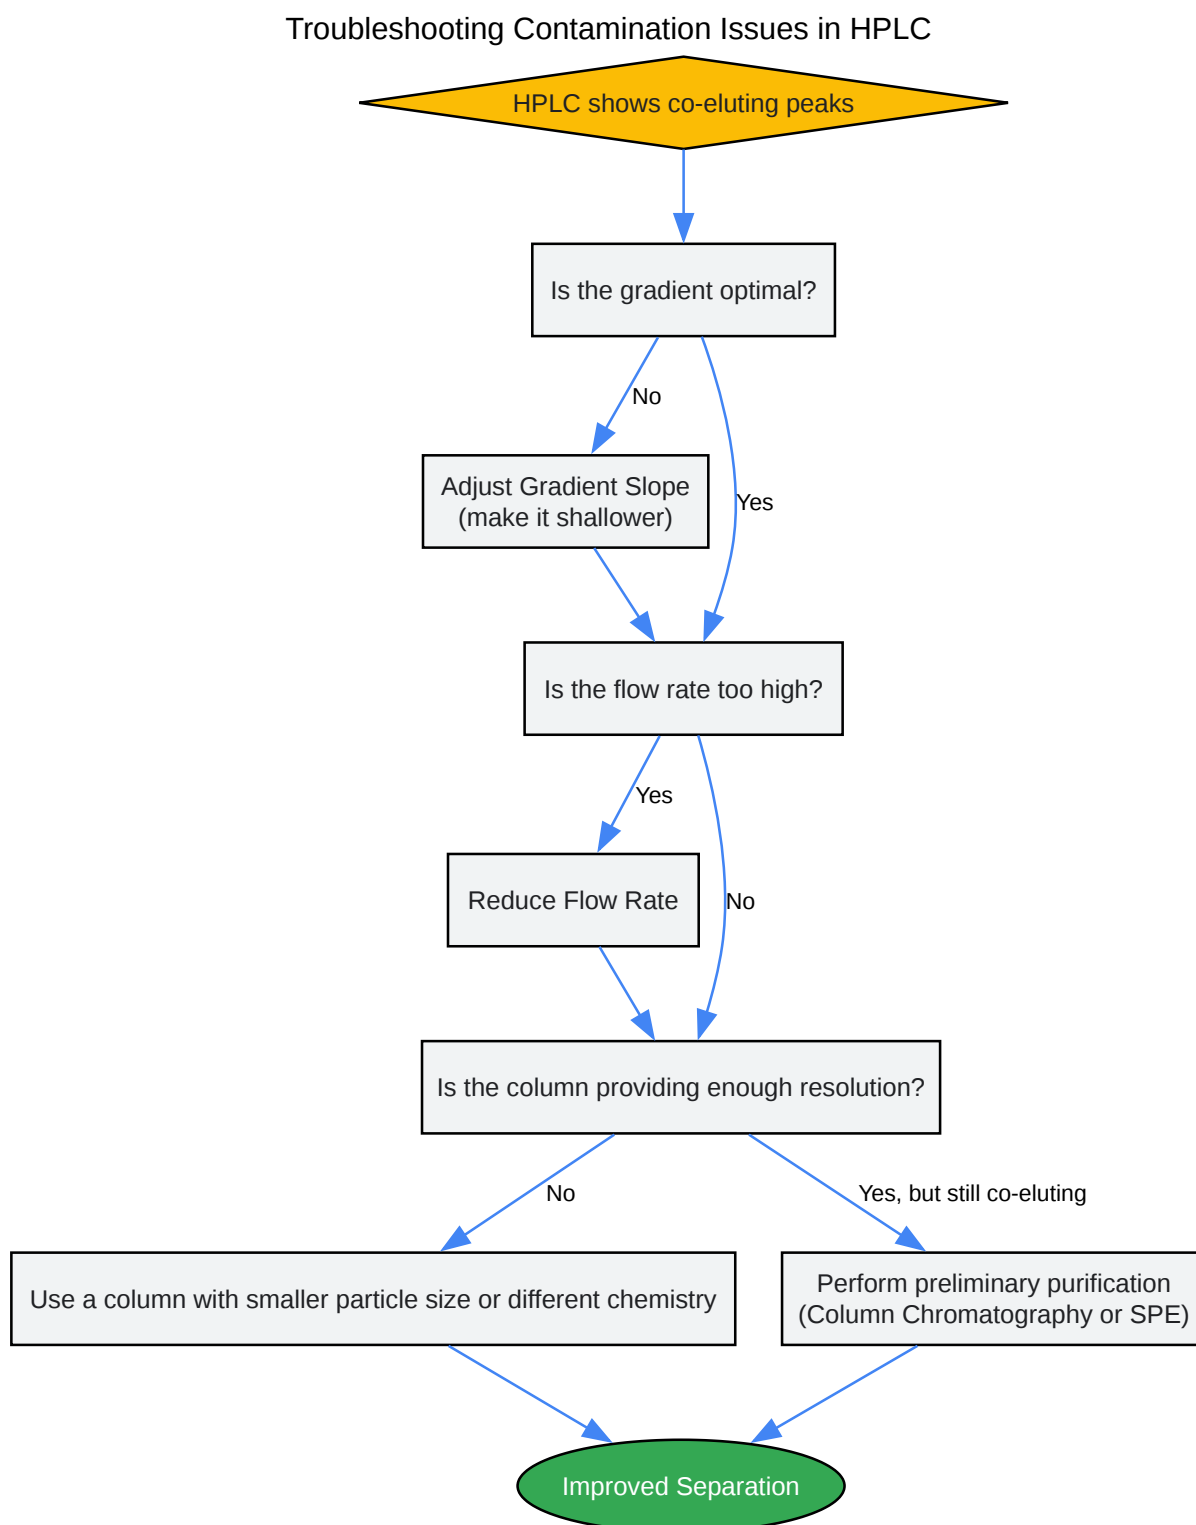 Troubleshooting Contamination Issues in HPLC
HPLC shows co-eluting peaks
Is the gradient optimal?
No
Adjust Gradient Slope
(make it shallower)
Yes
Is the flow rate too high?
Yes
Reduce Flow Rate
No
Is the column providing enough resolution?
No
Yes, but still co-eluting
Use a column with smaller particle size or different chemistry
Perform preliminary purification
(Column Chromatography or SPE)
Improved Separation